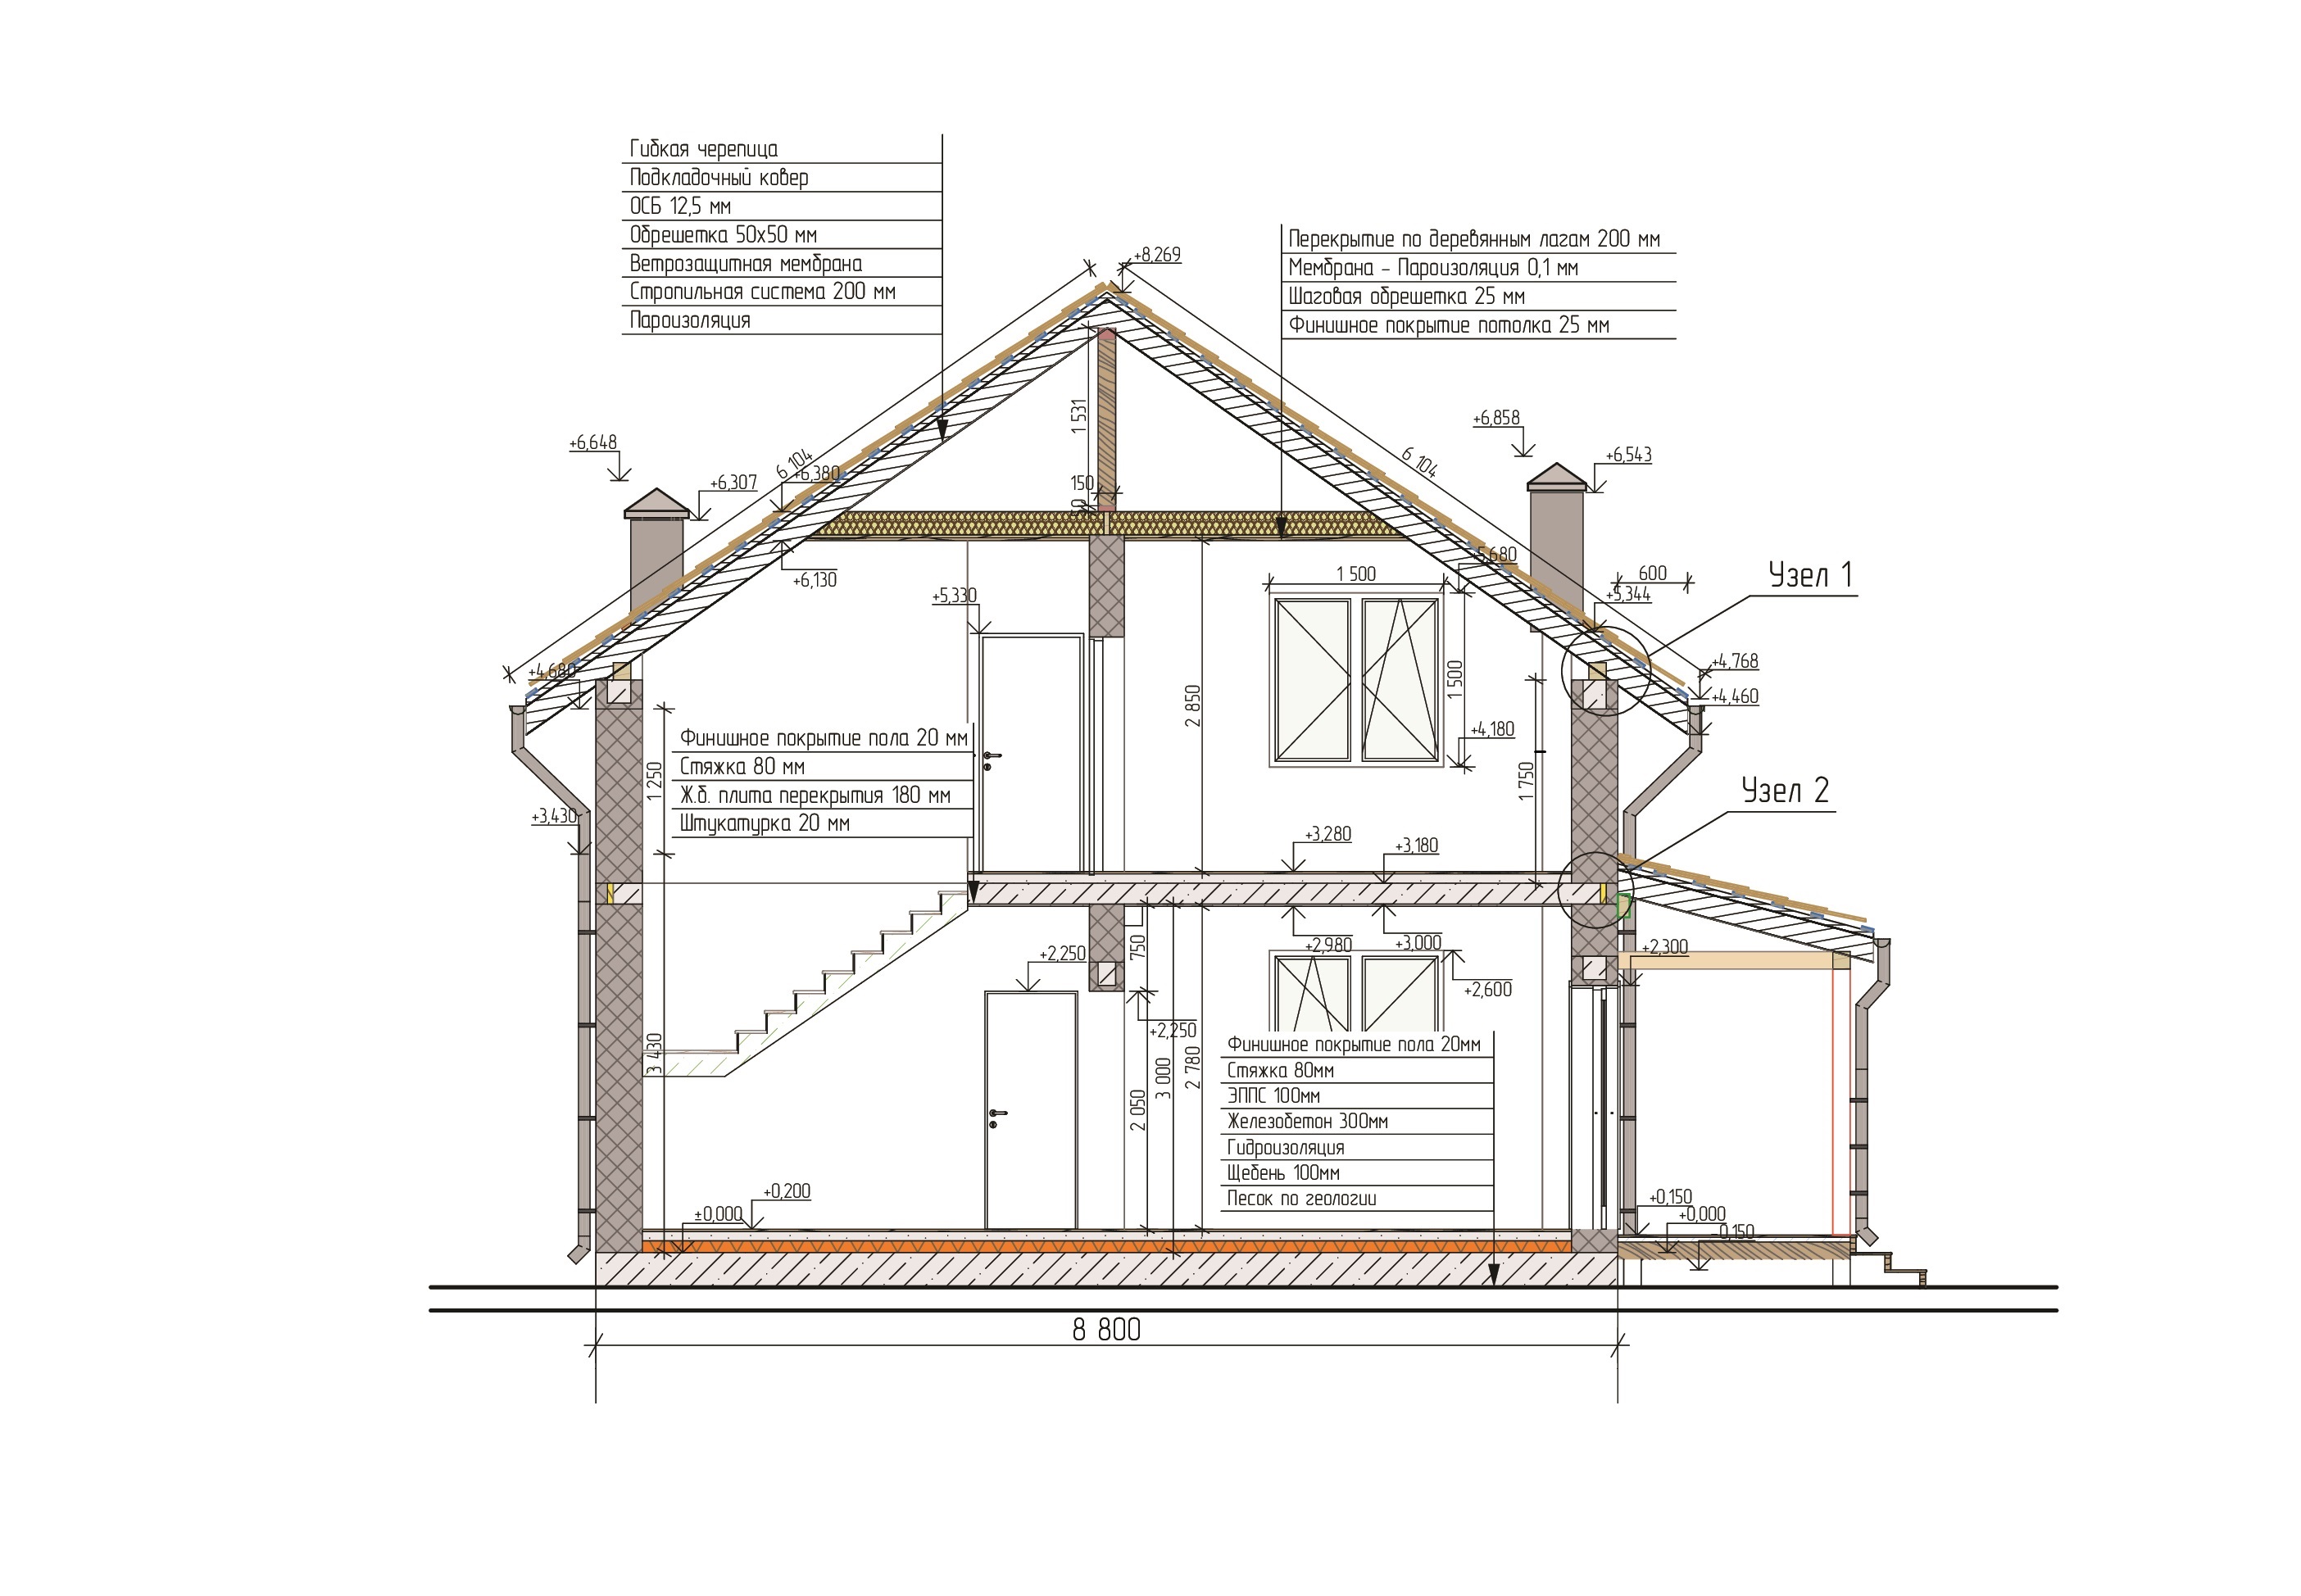 Гибкая черепица
Подкладочный ковер
ОСБ 12,5 мм
Обрешетка 50х50 мм
Ветрозащитная мембрана
Стропильная система 200 мм
Пароизоляция
Перекрытие по деревянным лагам 200 мм
Мембрана - Пароизоляция 0,1 мм
Шаговая обрешетка 25 мм
Финишное покрытие потолка 25 мм
+8,269
6 104
6 104
1 531
150
50
+6,648
+6,307
+6,380
+6,130
+6,858
+6,543
+5,680
600
+5,344
Узел 1
+5,330
1 500
1 500
+4,680
+4,768
+4,460
+4,180
2 850
1 750
1 250
Финишное покрытие пола 20 мм
Стяжка 80 мм
Ж.б. плита перекрытия 180 мм
Штукатурка 20 мм
Узел 2
+3,430
+3,280
+3,180
+2,980
+3,000
+2,300
+2,250
750
+2,600
+2,250
3 430
2 050
3 000
2 780
Финишное покрытие пола 20мм
Стяжка 80мм
ЭППС 100мм
Железобетон 300мм
Гидроизоляция
Щебень 100мм
Песок по геологии
+0,200
±0,000
+0,150
+0,000
-0,150
8 800